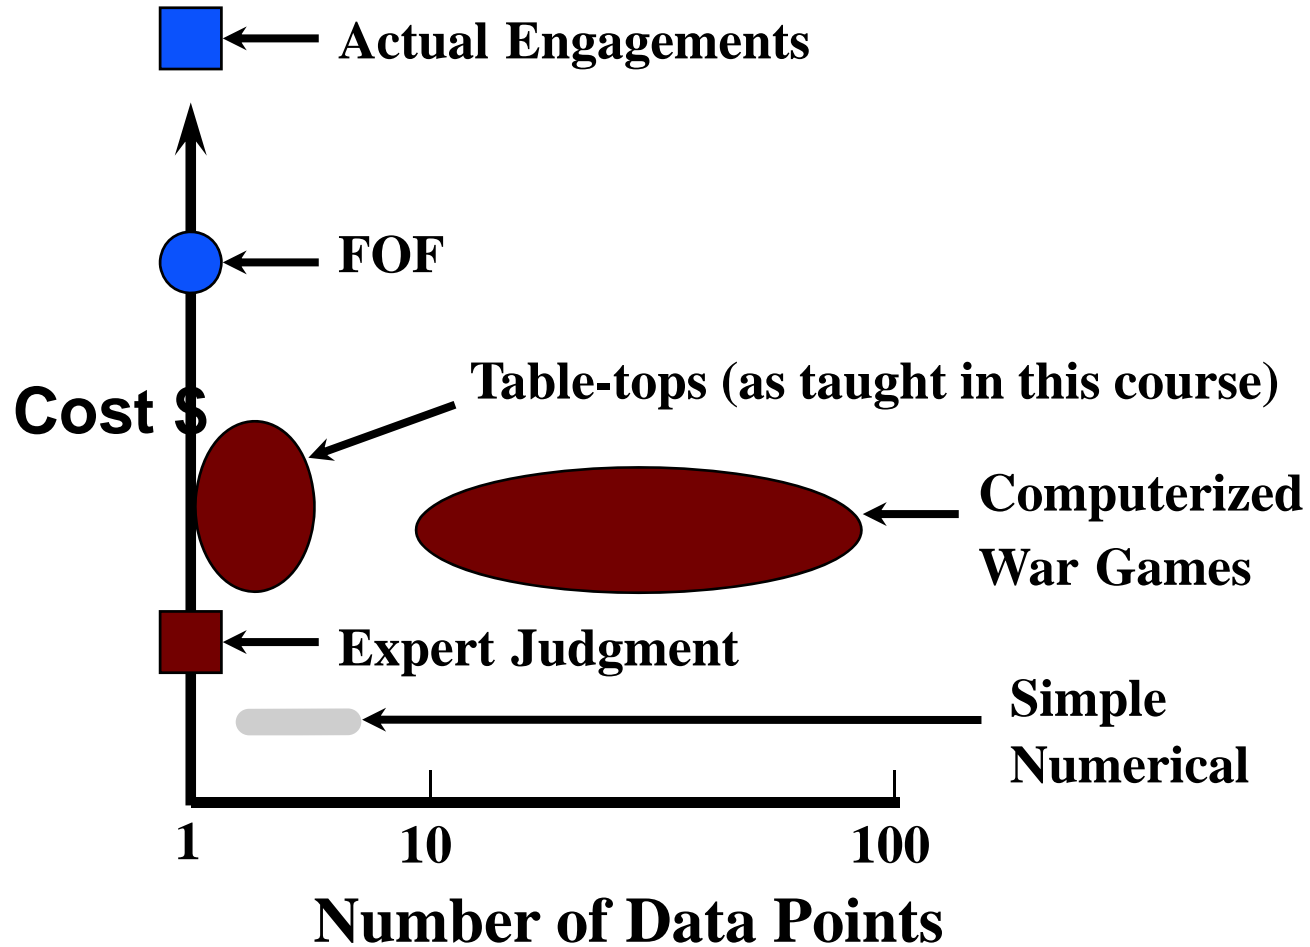 Actual Engagements
FOF
Table-tops (as taught in this course)
Cost $
Computerized
War Games
Expert Judgment
Simple
Numerical
1
10
100
Number of Data Points